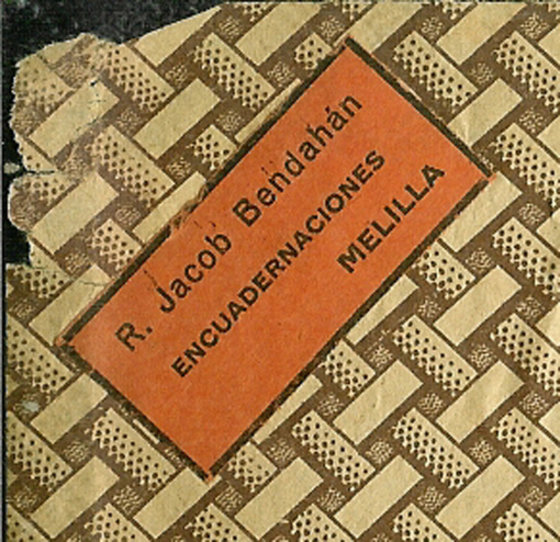 R. Jacob Bendahán
ENCUADERNACIONES
MELILLA